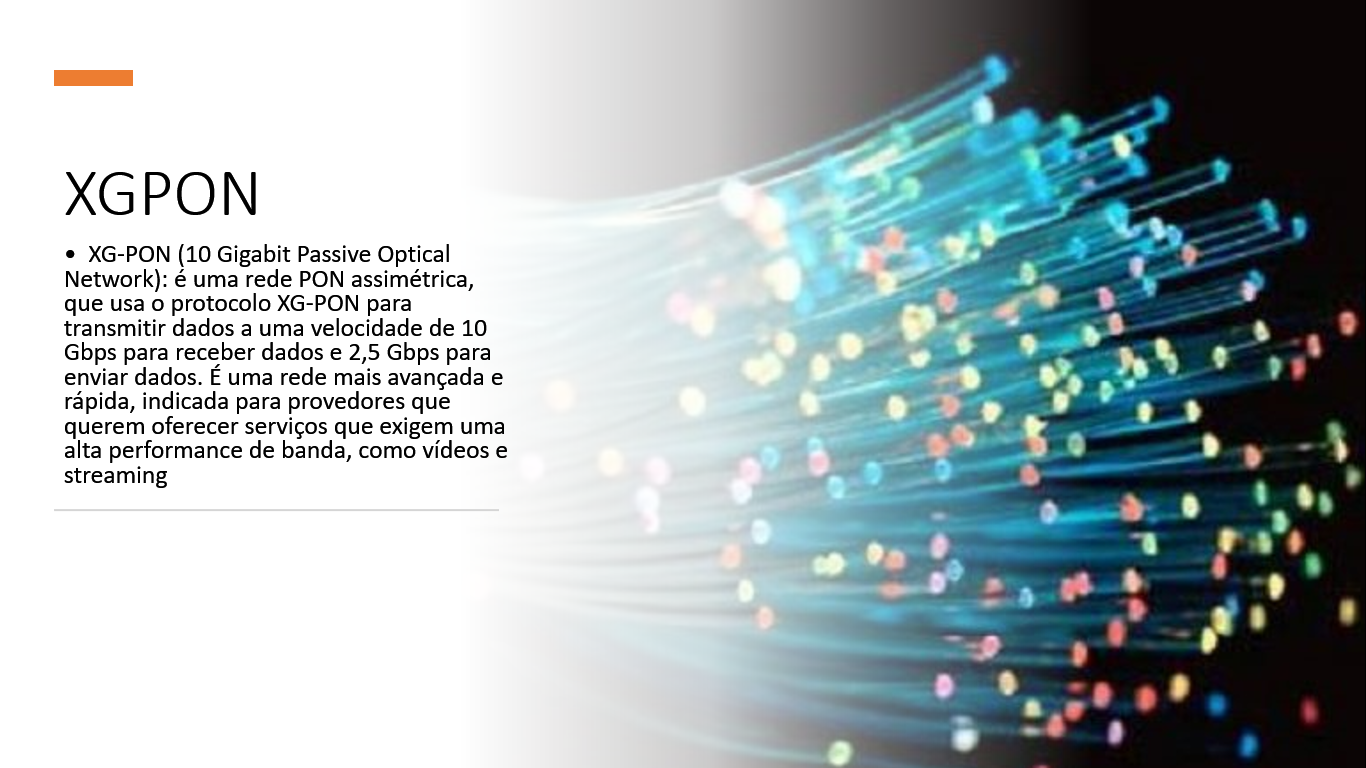 XGPON
• XG-PON (10 Gigabit Passive Optical
Network): é uma rede PON assimétrica,
que usa o protocolo XG-PON para
transmitir dados a uma velocidade de 10
Gbps para receber dados e 2,5 Gbps para
enviar dados. É uma rede mais avançada e
rápida, indicada para provedores que
querem oferecer serviços que exigem uma
alta performance de banda, como vídeos e
streaming